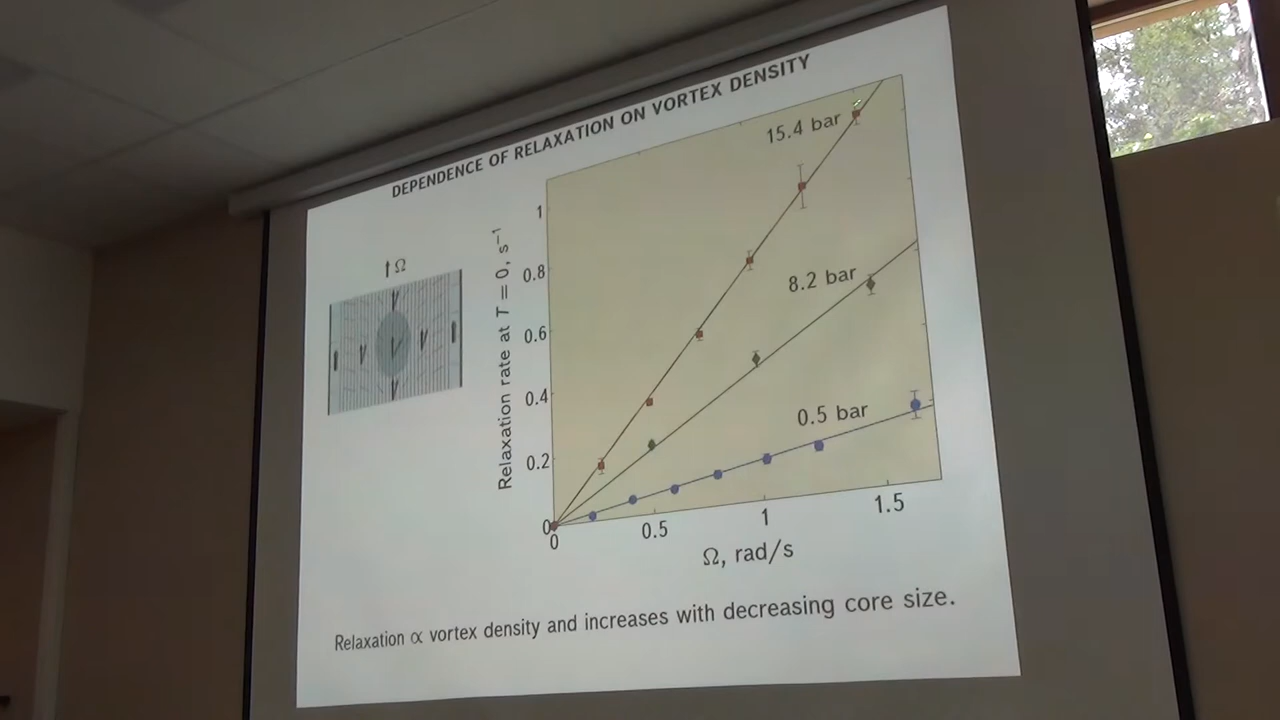 DEPENDENCE OF RELAXATION ON VORTEX DENSITY
↑Ω
Relaxation rate at T = 0, s⁻¹
1
0.8
0.6
0.4
0.2
0
15.4 bar
8.2 bar
0.5 bar
0
0.5
1
1.5
Ω, rad/s
Relaxation ∝ vortex density and increases with decreasing core size.